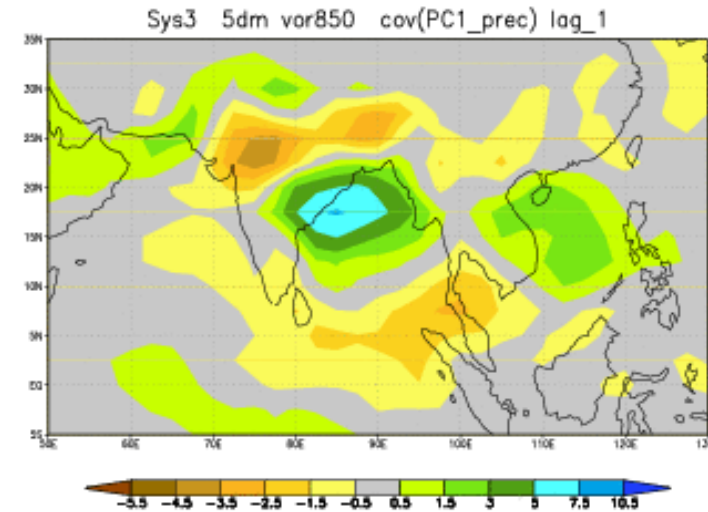 Sys3 5dm vor850 cov(PC1_prec) lag_1
35N
30N
25N
20N
15N
10N
5N
EQ
5S
50E 60E 70E 80E 90E 100E 110E 120E
-5.5 -4.5 -3.5 -2.5 -1.5 -0.5 0.5 1.5 3 5 7.5 10.5